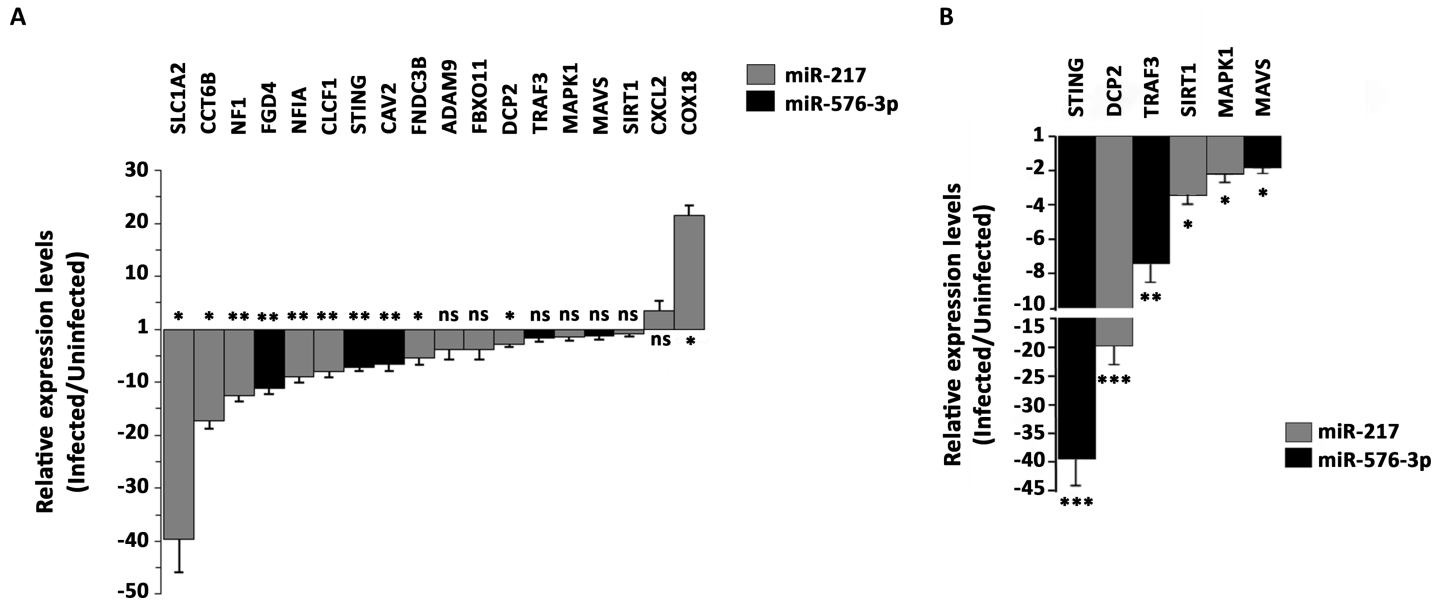 A
SLC1A2
CCT6B
NF1
FGD4
NFIA
CLCF1
STING
CAV2
FNDC3B
ADAM9
FBXO11
DCP2
TRAF3
MAPK1
MAVS
SIRT1
CXCL2
COX18
miR-217
miR-576-3p
Relative expression levels
(Infected/Uninfected)
30
20
10
1
-10
-20
-30
-40
-50
* * ** ** ** ** ** ** * ns ns * ns ns ns ns
ns *
B
STING
DCP2
TRAF3
SIRT1
MAPK1
MAVS
Relative expression levels
(Infected/Uninfected)
1
-2
-4
-6
-8
-10
-15
-20
-25
-30
-35
-40
-45
*
*
*
**
***
***
miR-217
miR-576-3p